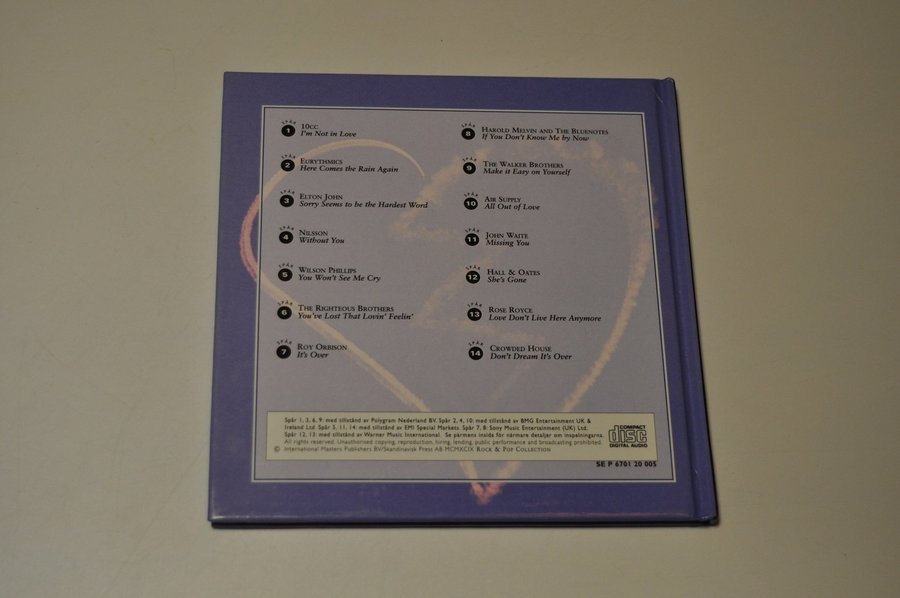 SPÅR
1
10CC
I'm Not in Love
SPÅR
2
EURYTHMICS
Here Comes the Rain Again
SPÅR
3
ELTON JOHN
Sorry Seems to be the Hardest Word
SPÅR
4
NILSSON
Without You
SPÅR
5
WILSON PHILLIPS
You Won't See Me Cry
SPÅR
6
THE RIGHTEOUS BROTHERS
You've Lost That Lovin' Feelin'
SPÅR
7
ROY ORBISON
It's Over
SPÅR
8
HAROLD MELVIN AND THE BLUENOTES
If You Don't Know Me by Now
SPÅR
9
THE WALKER BROTHERS
Make it Easy on Yourself
SPÅR
10
AIR SUPPLY
All Out of Love
SPÅR
11
JOHN WAITE
Missing You
SPÅR
12
HALL & OATES
She's Gone
SPÅR
13
ROSE ROYCE
Love Don't Live Here Anymore
SPÅR
14
CROWDED HOUSE
Don't Dream It's Over
Spår 1, 3, 6, 9: med tillstånd av Polygram Nederland BV. Spår 2, 4, 10: med tillstånd av BMG Entertainment UK &
Ireland Ltd Spår 5, 11, 14: med tillstånd av EMI Special Markets. Spår 7, 8: Sony Music Entertainment (UK) Ltd.
Spår 12, 13: med tillstånd av Warner Music International. Se pärmens insida för närmare detaljer om inspelningarna.
All rights reserved. Unauthorised copying, reproduction, hiring, lending, public performance and broadcasting prohibited.
© International Masters Publishers BV/Skandinavisk Press AB MCMXCIX ROCK & POP COLLECTION
COMPACT
disc
DIGITAL AUDIO
SE P 6701 20 005